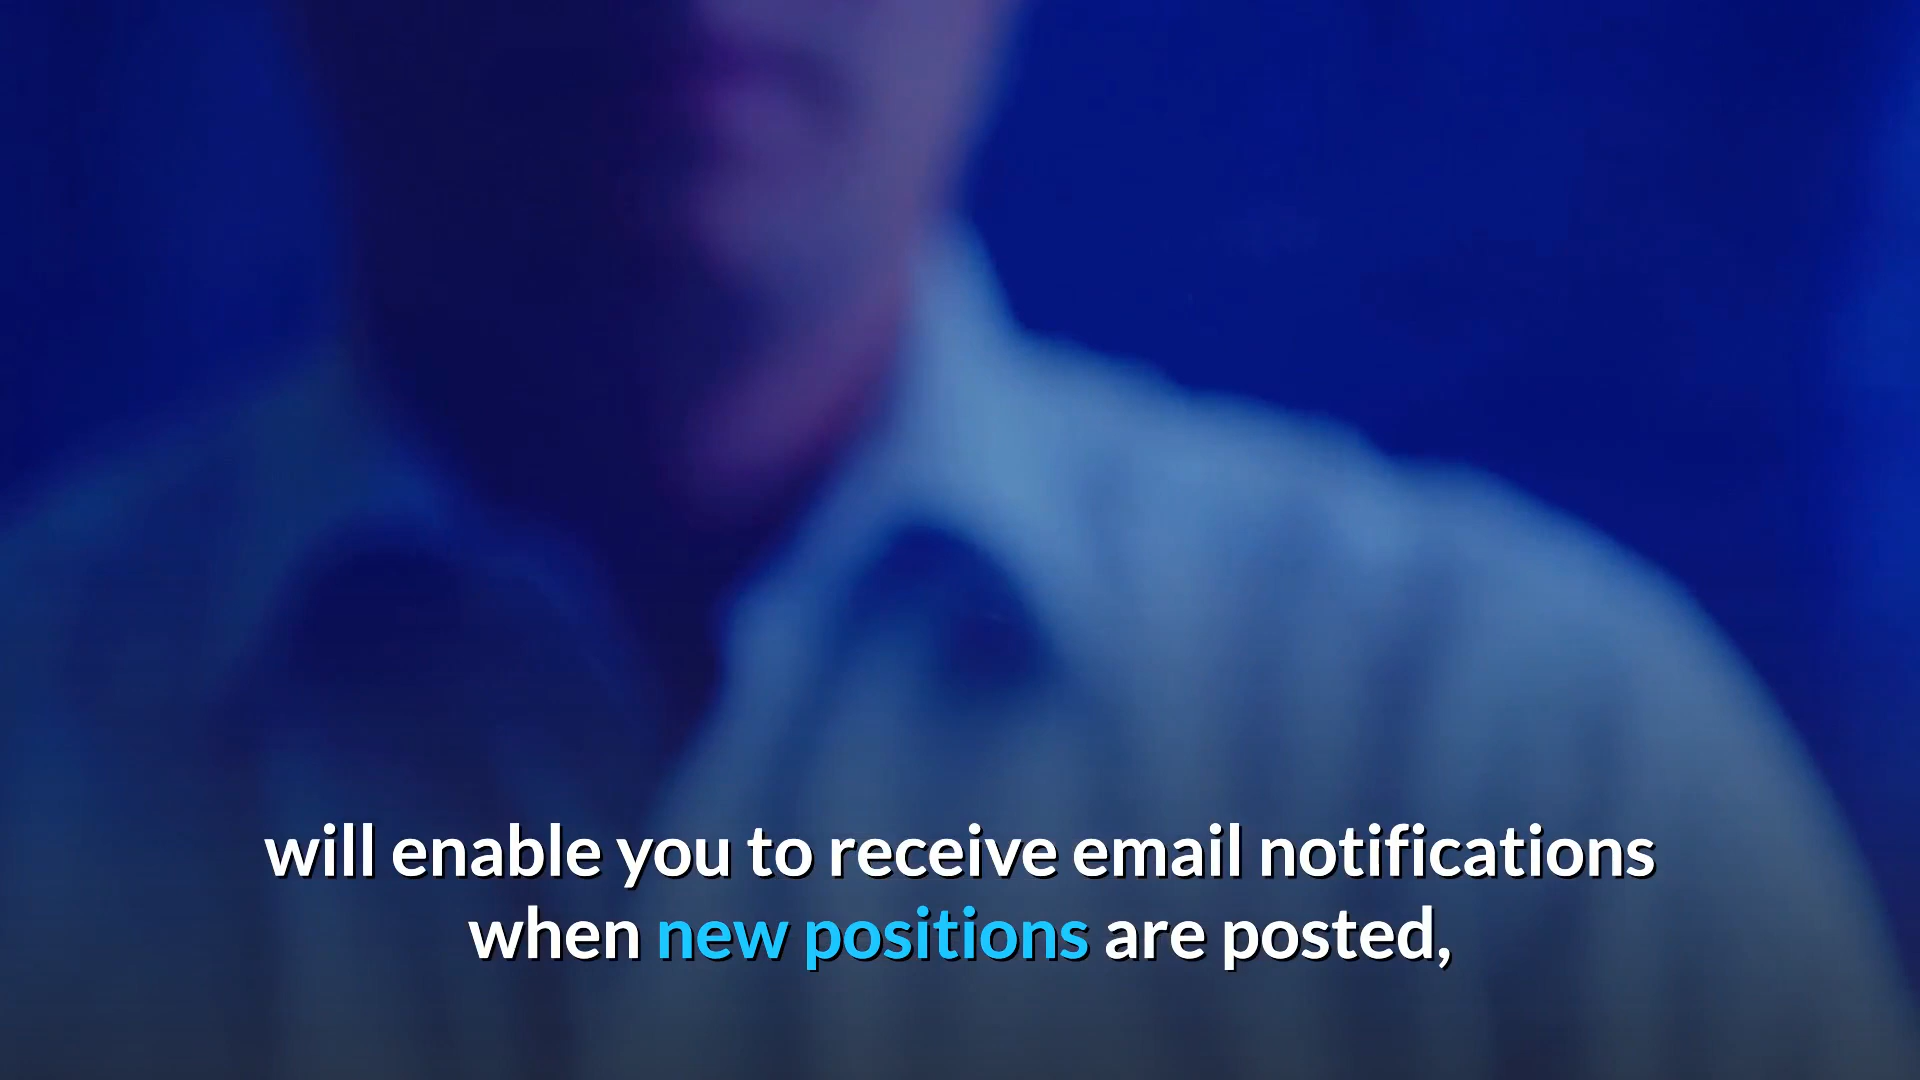 will enable you to receive email notifications
when new positions are posted,